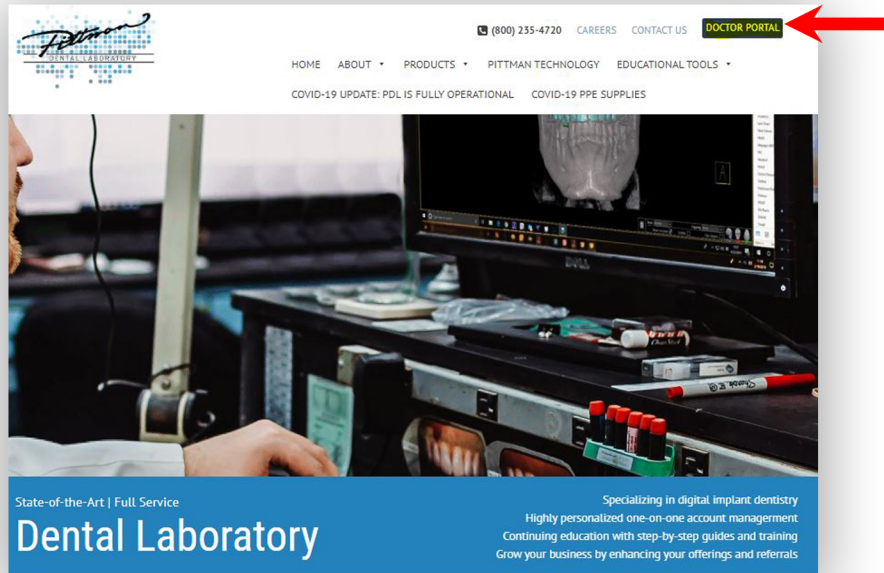 Pittman
DENTAL LABORATORY
(800) 235-4720 CAREERS CONTACT US DOCTOR PORTAL
HOME ABOUT PRODUCTS PITTMAN TECHNOLOGY EDUCATIONAL TOOLS
COVID-19 UPDATE: PDL IS FULLY OPERATIONAL COVID-19 PPE SUPPLIES
A
DELL
State-of-the-Art | Full Service
Dental Laboratory
Specializing in digital implant dentistry
Highly personalized one-on-one account managerment
Continuing education with step-by-step guides and training
Grow your business by enhancing your offerings and referrals